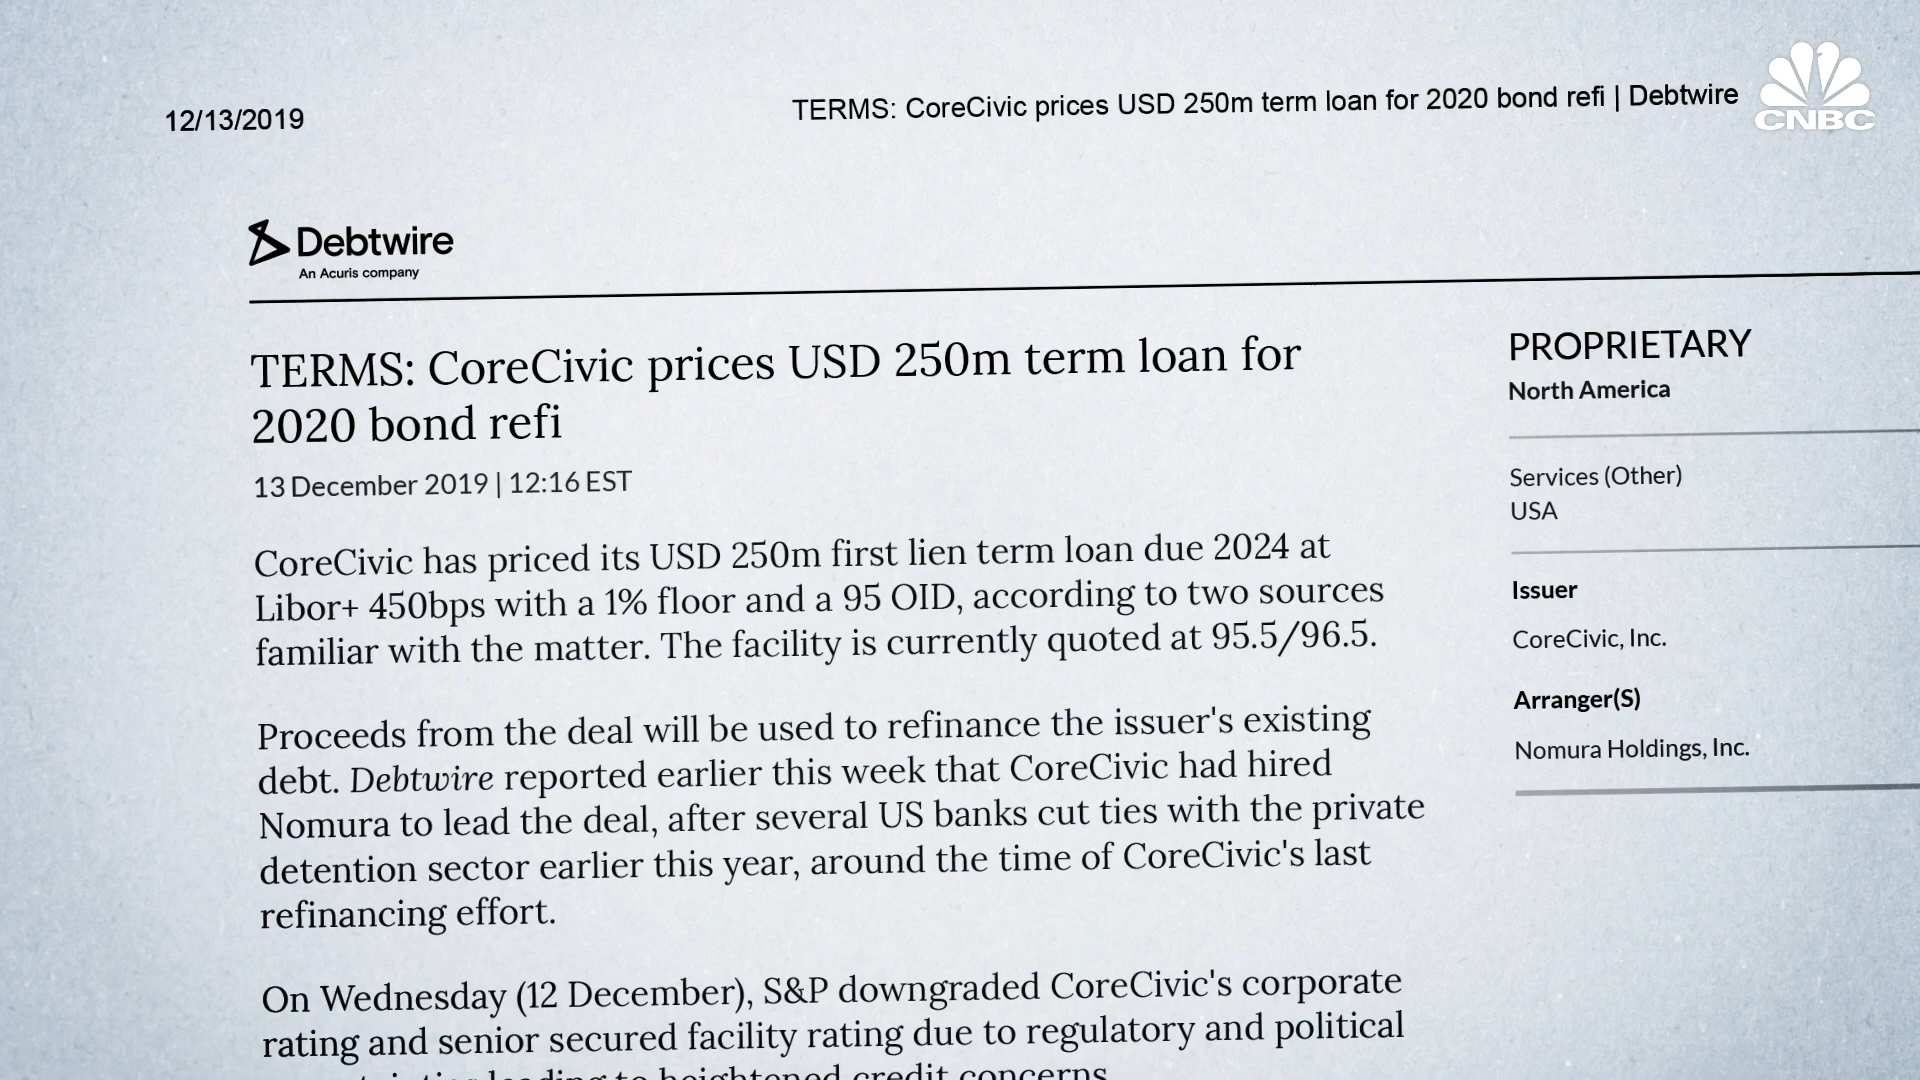 12/13/2019
TERMS: CoreCivic prices USD 250m term loan for 2020 bond refi | Debtwire
CNBC
Debtwire
An Acuris company
TERMS: CoreCivic prices USD 250m term loan for
2020 bond refi
13 December 2019 | 12:16 EST
CoreCivic has priced its USD 250m first lien term loan due 2024 at
Libor+ 450bps with a 1% floor and a 95 OID, according to two sources
familiar with the matter. The facility is currently quoted at 95.5/96.5.
Proceeds from the deal will be used to refinance the issuer's existing
debt. Debtwire reported earlier this week that CoreCivic had hired
Nomura to lead the deal, after several US banks cut ties with the private
detention sector earlier this year, around the time of CoreCivic's last
refinancing effort.
On Wednesday (12 December), S&P downgraded CoreCivic's corporate
rating and senior secured facility rating due to regulatory and political
leading to heightened credit concerns.
PROPRIETARY
North America
Services (Other)
USA
Issuer
CoreCivic, Inc.
Arranger(S)
Nomura Holdings, Inc.